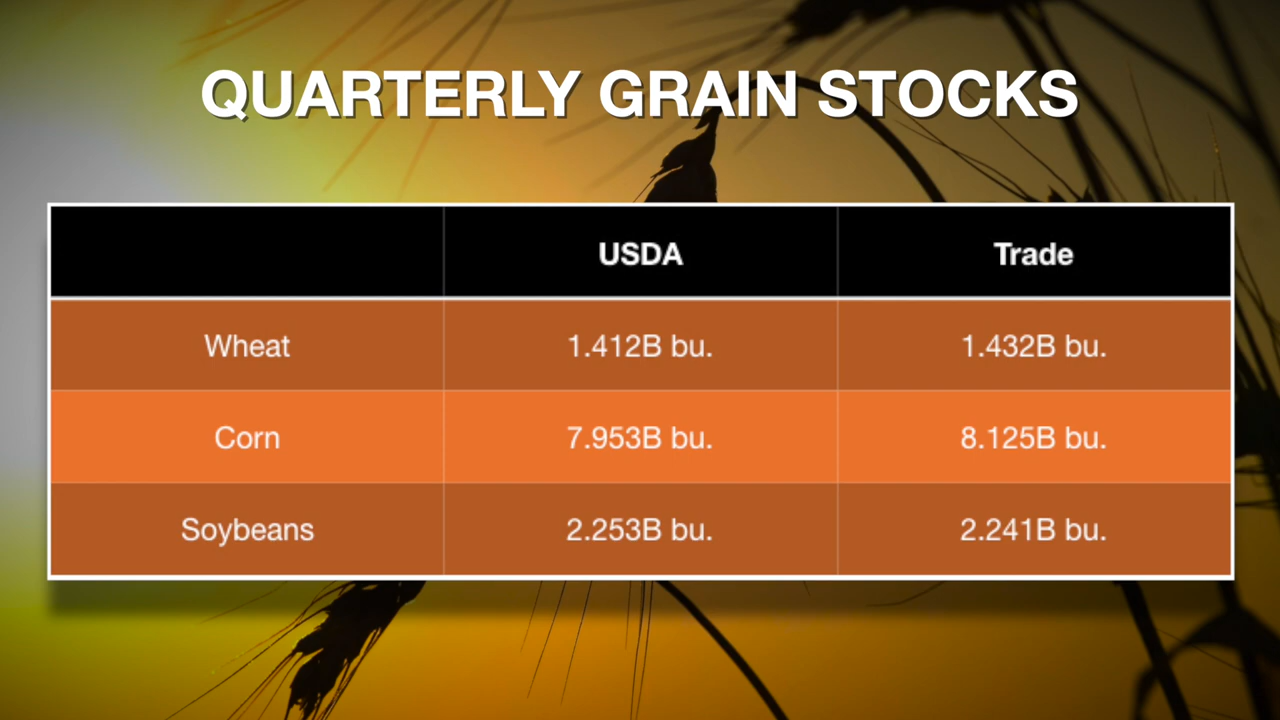 QUARTERLY GRAIN STOCKS
USDA Trade
Wheat 1.412B bu. 1.432B bu.
Corn 7.953B bu. 8.125B bu.
Soybeans 2.253B bu. 2.241B bu.